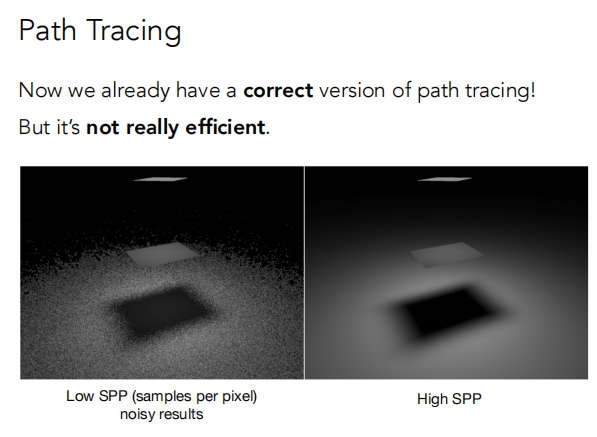 Path Tracing
Now we already have a correct version of path tracing!
But it’s not really efficient.
Low SPP (samples per pixel)
noisy results
High SPP